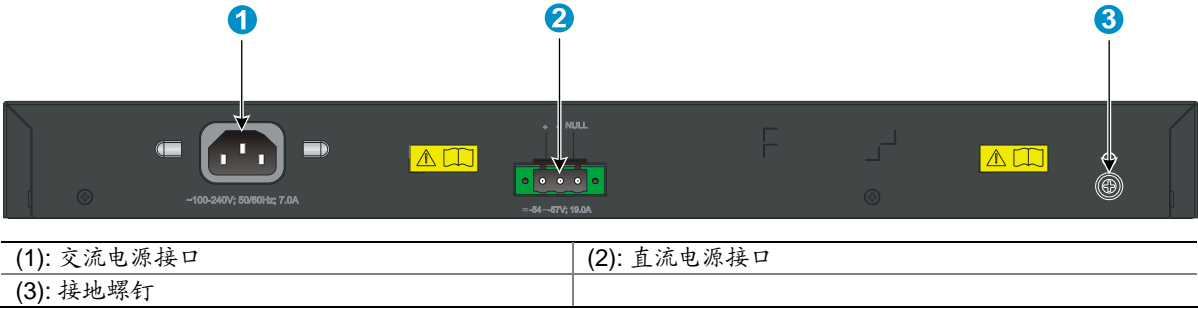 1 2 3
+ - NULL
~100-240V; 50/60Hz; 7.0A
=-54~-57V; 19.0A
(1): 交流电源接口 (2): 直流电源接口
(3): 接地螺钉